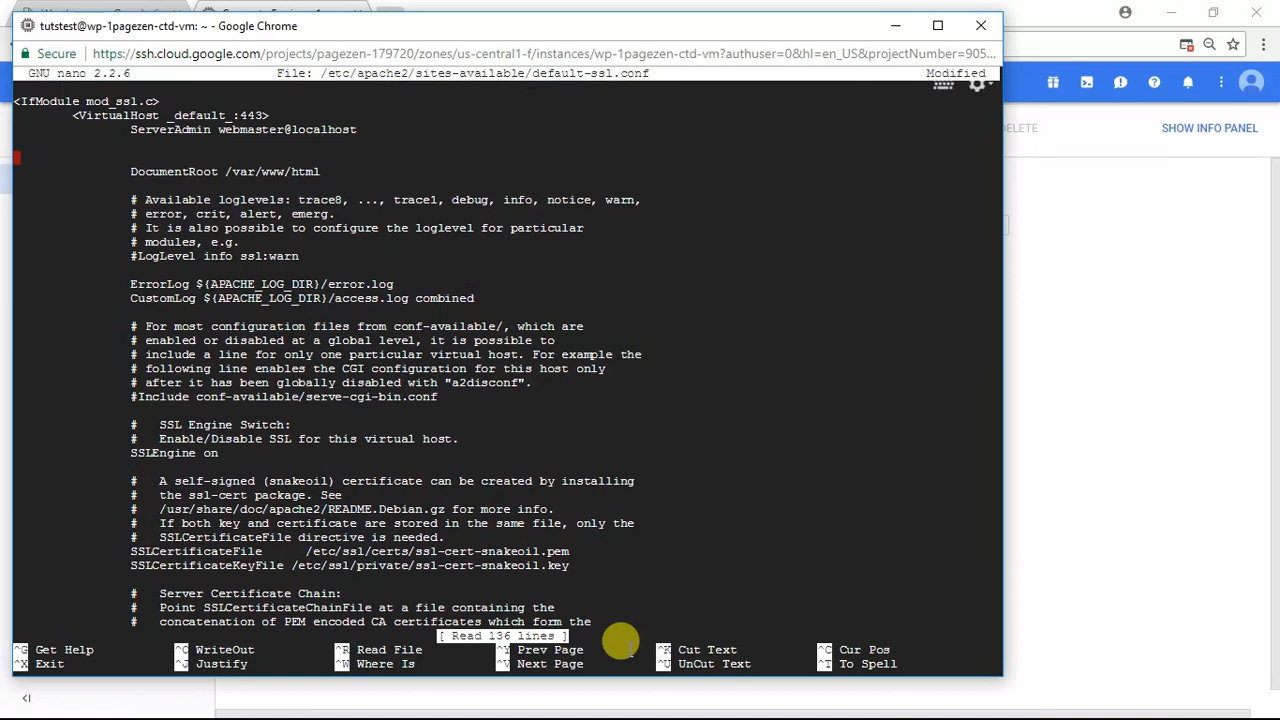 tutstest@wp-1pagezen-ctd-vm: ~ - Google Chrome
Secure https://ssh.cloud.google.com/projects/pagezen-179720/zones/us-central1-f/instances/wp-1pagezen-ctd-vm?authuser=0&hl=en_US&projectNumber=905...
GNU nano 2.2.6 File: /etc/apache2/sites-available/default-ssl.conf Modified
<IfModule mod_ssl.c>
<VirtualHost _default_:443>
ServerAdmin webmaster@localhost
DocumentRoot /var/www/html
# Available loglevels: trace8, ..., trace1, debug, info, notice, warn,
# error, crit, alert, emerg.
# It is also possible to configure the loglevel for particular
# modules, e.g.
#LogLevel info ssl:warn
ErrorLog ${APACHE_LOG_DIR}/error.log
CustomLog ${APACHE_LOG_DIR}/access.log combined
# For most configuration files from conf-available/, which are
# enabled or disabled at a global level, it is possible to
# include a line for only one particular virtual host. For example the
# following line enables the CGI configuration for this host only
# after it has been globally disabled with "a2disconf".
#Include conf-available/serve-cgi-bin.conf
# SSL Engine Switch:
# Enable/Disable SSL for this virtual host.
SSLEngine on
# A self-signed (snakeoil) certificate can be created by installing
# the ssl-cert package. See
# /usr/share/doc/apache2/README.Debian.gz for more info.
# If both key and certificate are stored in the same file, only the
# SSLCertificateFile directive is needed.
SSLCertificateFile /etc/ssl/certs/ssl-cert-snakeoil.pem
SSLCertificateKeyFile /etc/ssl/private/ssl-cert-snakeoil.key
# Server Certificate Chain:
# Point SSLCertificateChainFile at a file containing the
# concatenation of PEM encoded CA certificates which form the
[ Read 136 lines ]
^G Get Help ^O WriteOut ^R Read File ^Y Prev Page ^K Cut Text ^C Cur Pos
^X Exit ^J Justify ^W Where Is ^V Next Page ^U UnCut Text ^T To Spell
SHOW INFO PANEL